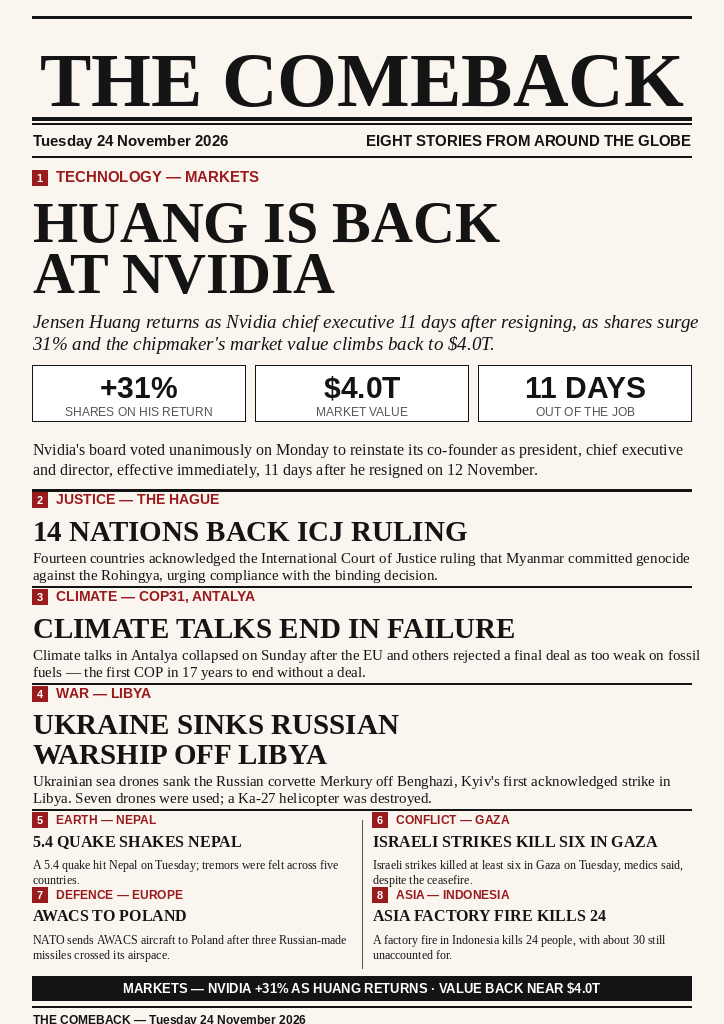 THE COMEBACK
Tuesday 24 November 2026 EIGHT STORIES FROM AROUND THE GLOBE
1 TECHNOLOGY — MARKETS
HUANG IS BACK
AT NVIDIA
Jensen Huang returns as Nvidia chief executive 11 days after resigning, as shares surge
31% and the chipmaker's market value climbs back to $4.0T.
+31%
SHARES ON HIS RETURN
$4.0T
MARKET VALUE
11 DAYS
OUT OF THE JOB
Nvidia's board voted unanimously on Monday to reinstate its co-founder as president, chief executive
and director, effective immediately, 11 days after he resigned on 12 November.
2 JUSTICE — THE HAGUE
14 NATIONS BACK ICJ RULING
Fourteen countries acknowledged the International Court of Justice ruling that Myanmar committed genocide
against the Rohingya, urging compliance with the binding decision.
3 CLIMATE — COP31, ANTALYA
CLIMATE TALKS END IN FAILURE
Climate talks in Antalya collapsed on Sunday after the EU and others rejected a final deal as too weak on fossil
fuels — the first COP in 17 years to end without a deal.
4 WAR — LIBYA
UKRAINE SINKS RUSSIAN
WARSHIP OFF LIBYA
Ukrainian sea drones sank the Russian corvette Merkury off Benghazi, Kyiv's first acknowledged strike in
Libya. Seven drones were used; a Ka-27 helicopter was destroyed.
5 EARTH — NEPAL
5.4 QUAKE SHAKES NEPAL
A 5.4 quake hit Nepal on Tuesday; tremors were felt across five
countries.
6 CONFLICT — GAZA
ISRAELI STRIKES KILL SIX IN GAZA
Israeli strikes killed at least six in Gaza on Tuesday, medics said,
despite the ceasefire.
7 DEFENCE — EUROPE
AWACS TO POLAND
NATO sends AWACS aircraft to Poland after three Russian-made
missiles crossed its airspace.
8 ASIA — INDONESIA
ASIA FACTORY FIRE KILLS 24
A factory fire in Indonesia kills 24 people, with about 30 still
unaccounted for.
MARKETS — NVIDIA +31% AS HUANG RETURNS · VALUE BACK NEAR $4.0T
THE COMEBACK — Tuesday 24 November 2026